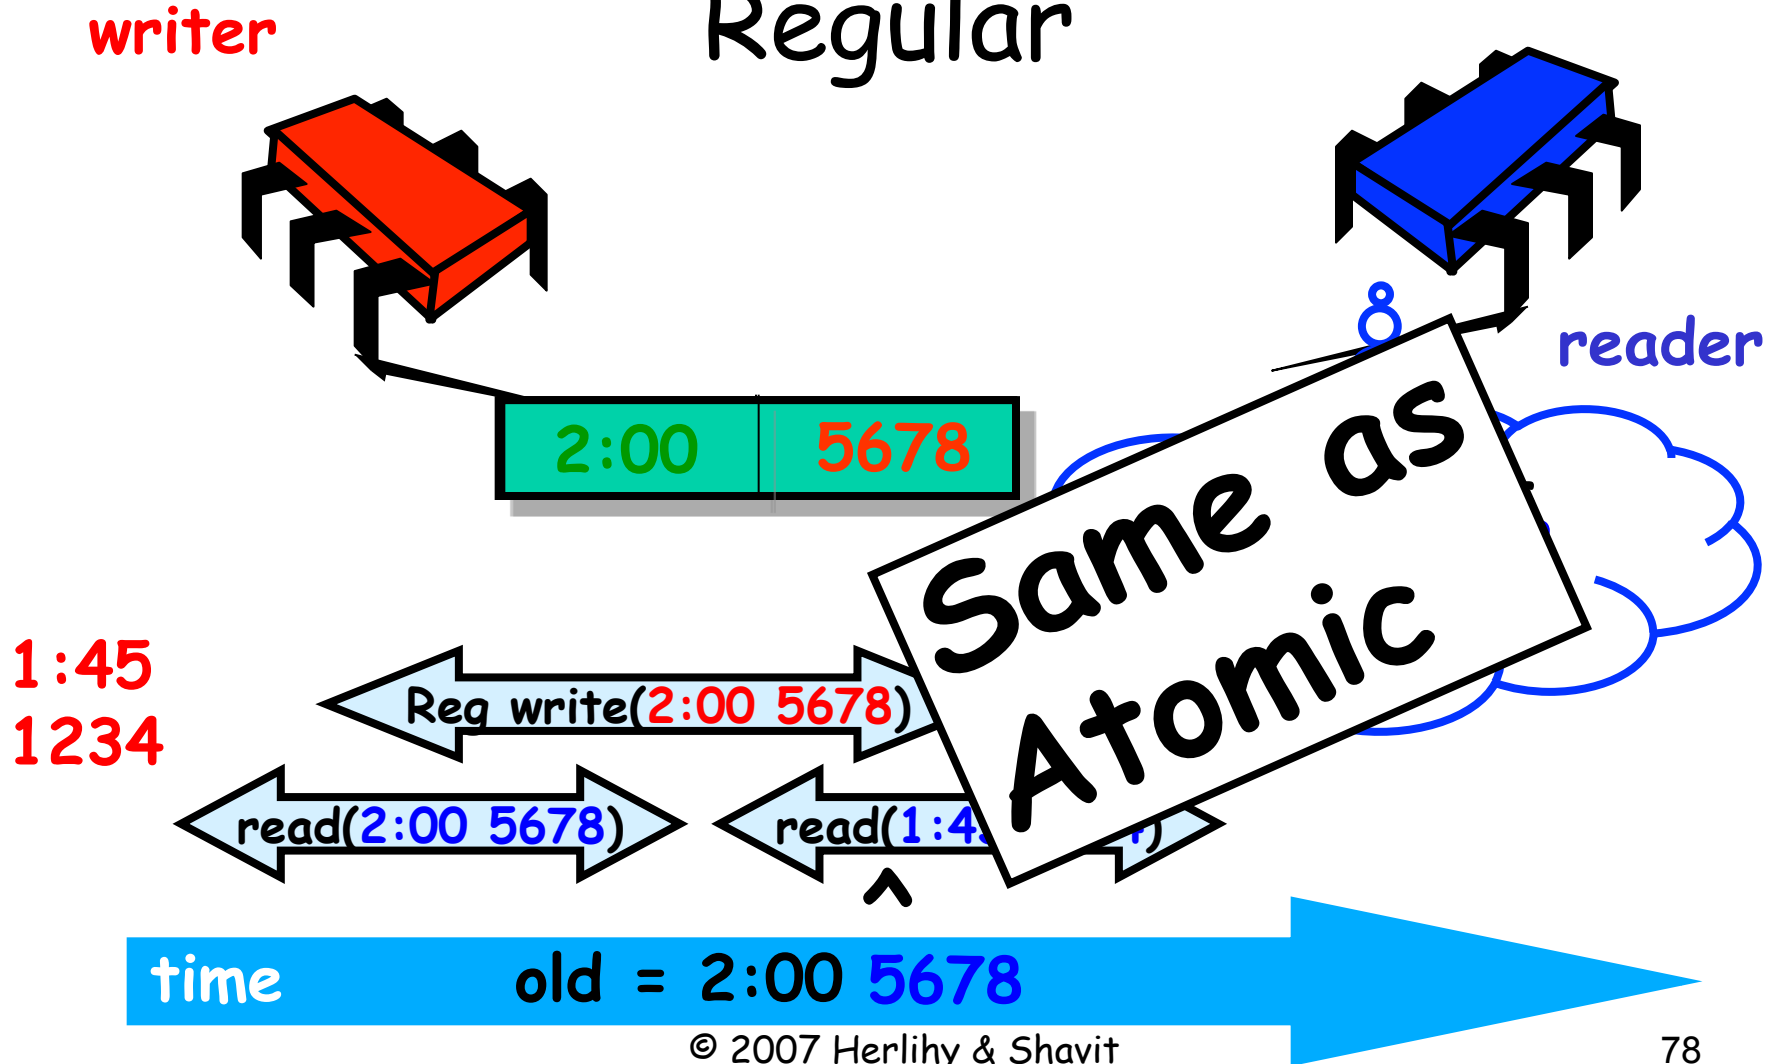 writer
Regular
reader
2:00 5678
Same as
Atomic
1:45
1234
Reg write(2:00 5678)
read(2:00 5678)
read(1:4 )
^
time
old = 2:00 5678
© 2007 Herlihy & Shavit
78